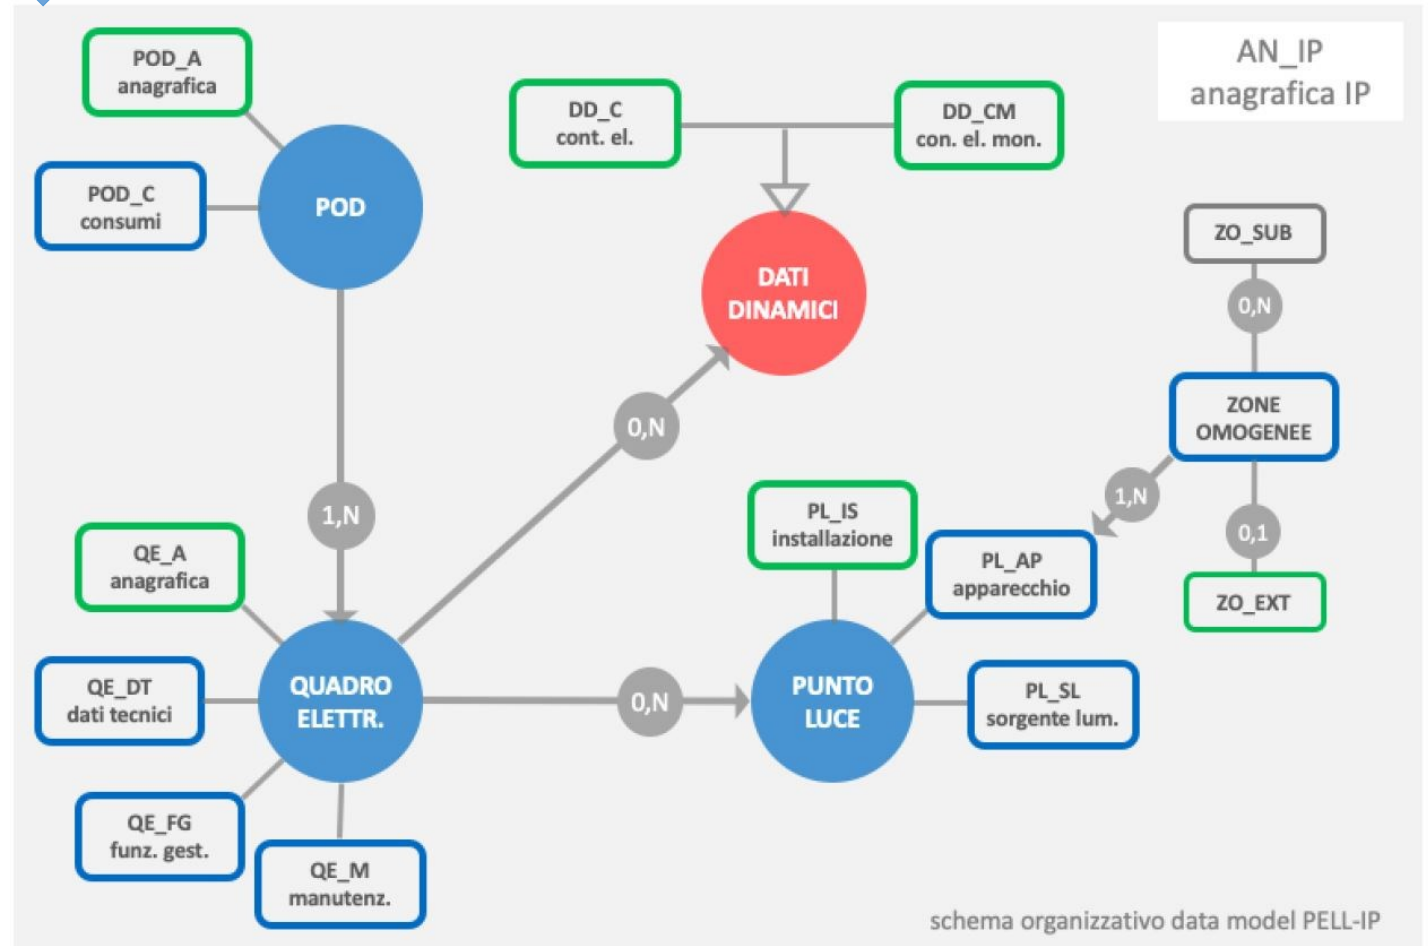 AN_IP
anagrafica IP
POD_A
anagrafica
DD_C
cont. el.
DD_CM
con. el. mon.
POD_C
consumi
POD
ZO_SUB
DATI
DINAMICI
0,N
ZONE
OMOGENEE
0,N
1,N
1,N
PL_IS
installazione
0,1
QE_A
anagrafica
PL_AP
apparecchio
ZO_EXT
QE_DT
dati tecnici
QUADRO
ELETTR.
0,N
PUNTO
LUCE
PL_SL
sorgente lum.
QE_FG
funz. gest.
QE_M
manutenz.
schema organizzativo data model PELL-IP